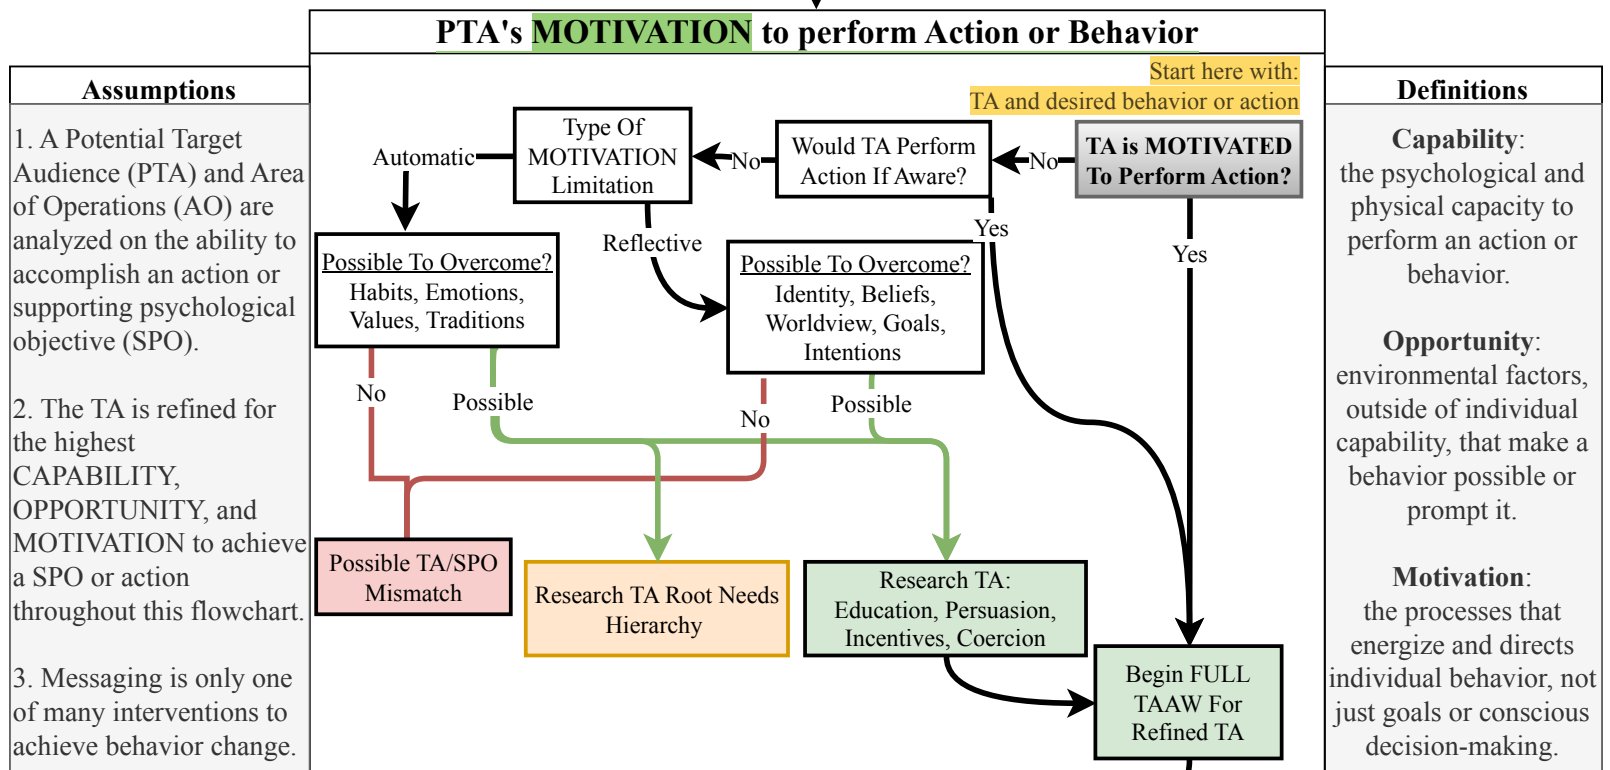 PTA's MOTIVATION to perform Action or Behavior
Assumptions
1. A Potential Target
Audience (PTA) and Area
of Operations (AO) are
analyzed on the ability to
accomplish an action or
supporting psychological
objective (SPO).
2. The TA is refined for
the highest
CAPABILITY,
OPPORTUNITY, and
MOTIVATION to achieve
a SPO or action
throughout this flowchart.
3. Messaging is only one
of many interventions to
achieve behavior change.
Start here with:
TA and desired behavior or action
TA is MOTIVATED
To Perform Action?
No
Yes
Would TA Perform
Action If Aware?
No
Yes
Type Of
MOTIVATION
Limitation
Automatic
Reflective
Possible To Overcome?
Habits, Emotions,
Values, Traditions
Possible To Overcome?
Identity, Beliefs,
Worldview, Goals,
Intentions
No
Possible
No
Possible
Possible TA/SPO
Mismatch
Research TA Root Needs
Hierarchy
Research TA:
Education, Persuasion,
Incentives, Coercion
Begin FULL
TAAW For
Refined TA
Definitions
Capability:
the psychological and
physical capacity to
perform an action or
behavior.
Opportunity:
environmental factors,
outside of individual
capability, that make a
behavior possible or
prompt it.
Motivation:
the processes that
energize and directs
individual behavior, not
just goals or conscious
decision-making.